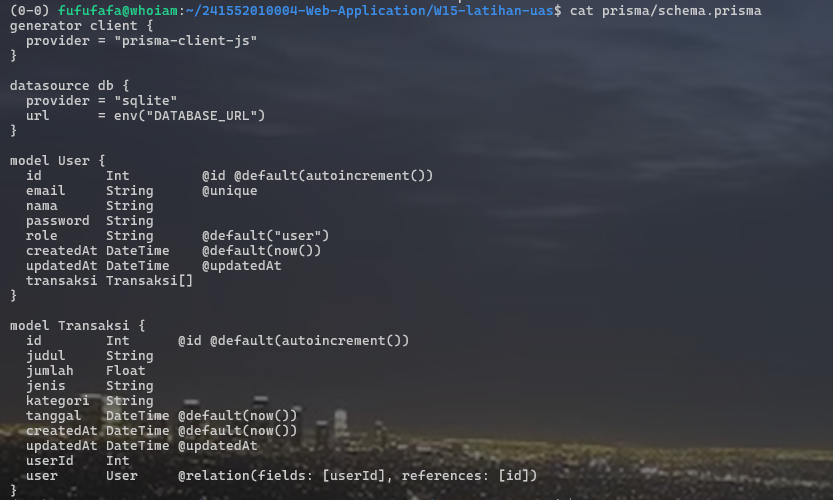 (0-0) fufufafa@whoiam:~/241552010004-Web-Application/W15-latihan-uas$ cat prisma/schema.prisma
generator client {
  provider = "prisma-client-js"
}

datasource db {
  provider = "sqlite"
  url      = env("DATABASE_URL")
}

model User {
  id        Int         @id @default(autoincrement())
  email     String      @unique
  nama      String
  password  String
  role      String      @default("user")
  createdAt DateTime    @default(now())
  updatedAt DateTime    @updatedAt
  transaksi Transaksi[]
}

model Transaksi {
  id        Int      @id @default(autoincrement())
  judul     String
  jumlah    Float
  jenis     String
  kategori  String
  tanggal   DateTime @default(now())
  createdAt DateTime @default(now())
  updatedAt DateTime @updatedAt
  userId    Int
  user      User     @relation(fields: [userId], references: [id])
}